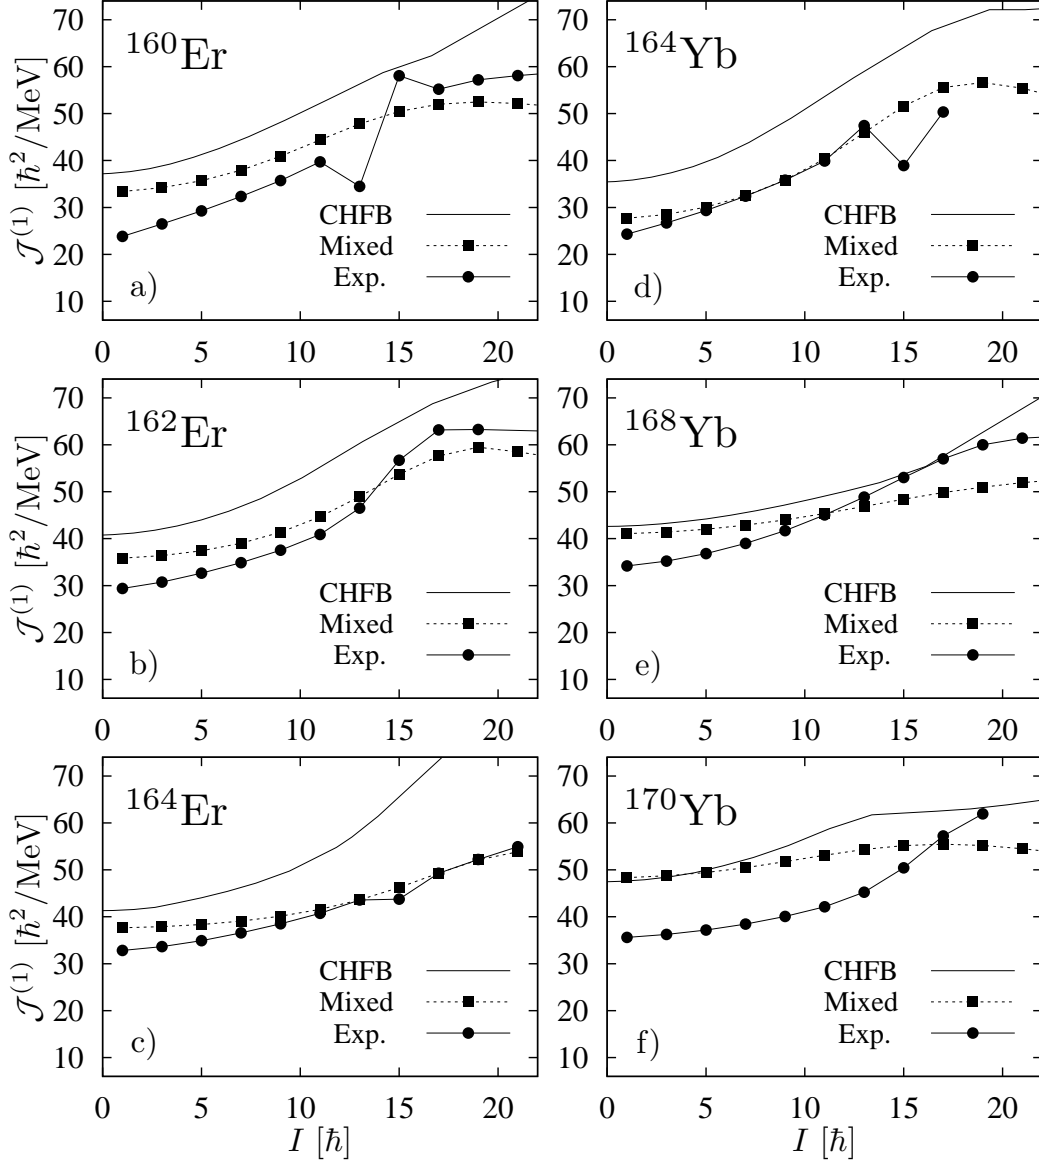 𝒥⁽¹⁾ [ħ²/MeV]
70
60
50
40
30
20
10
¹⁶⁰Er
CHFB
Mixed
Exp.
a)
0 5 10 15 20
70
60
50
40
30
20
10
¹⁶⁴Yb
CHFB
Mixed
Exp.
d)
0 5 10 15 20
𝒥⁽¹⁾ [ħ²/MeV]
70
60
50
40
30
20
10
¹⁶²Er
CHFB
Mixed
Exp.
b)
0 5 10 15 20
70
60
50
40
30
20
10
¹⁶⁸Yb
CHFB
Mixed
Exp.
e)
0 5 10 15 20
𝒥⁽¹⁾ [ħ²/MeV]
70
60
50
40
30
20
10
¹⁶⁴Er
CHFB
Mixed
Exp.
c)
0 5 10 15 20
I [ħ]
70
60
50
40
30
20
10
¹⁷⁰Yb
CHFB
Mixed
Exp.
f)
0 5 10 15 20
I [ħ]